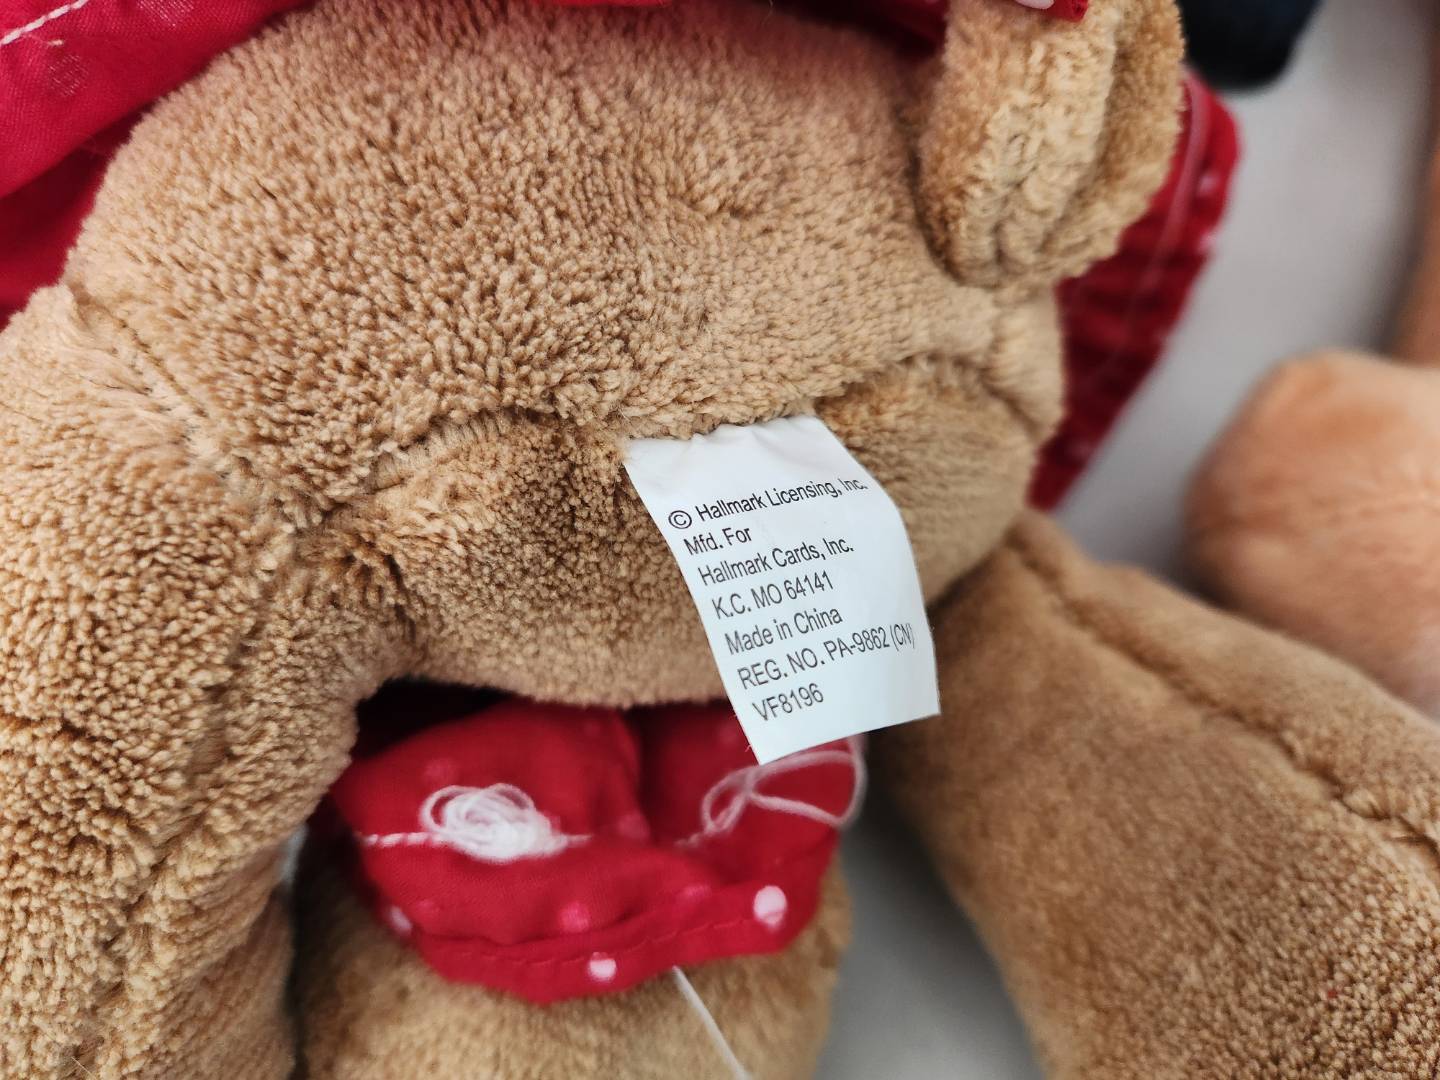 © Hallmark Licensing, Inc.
Mfd. For
Hallmark Cards, Inc.
K.C. MO 64141
Made in China
REG. NO. PA-9862 (CN)
VF8196